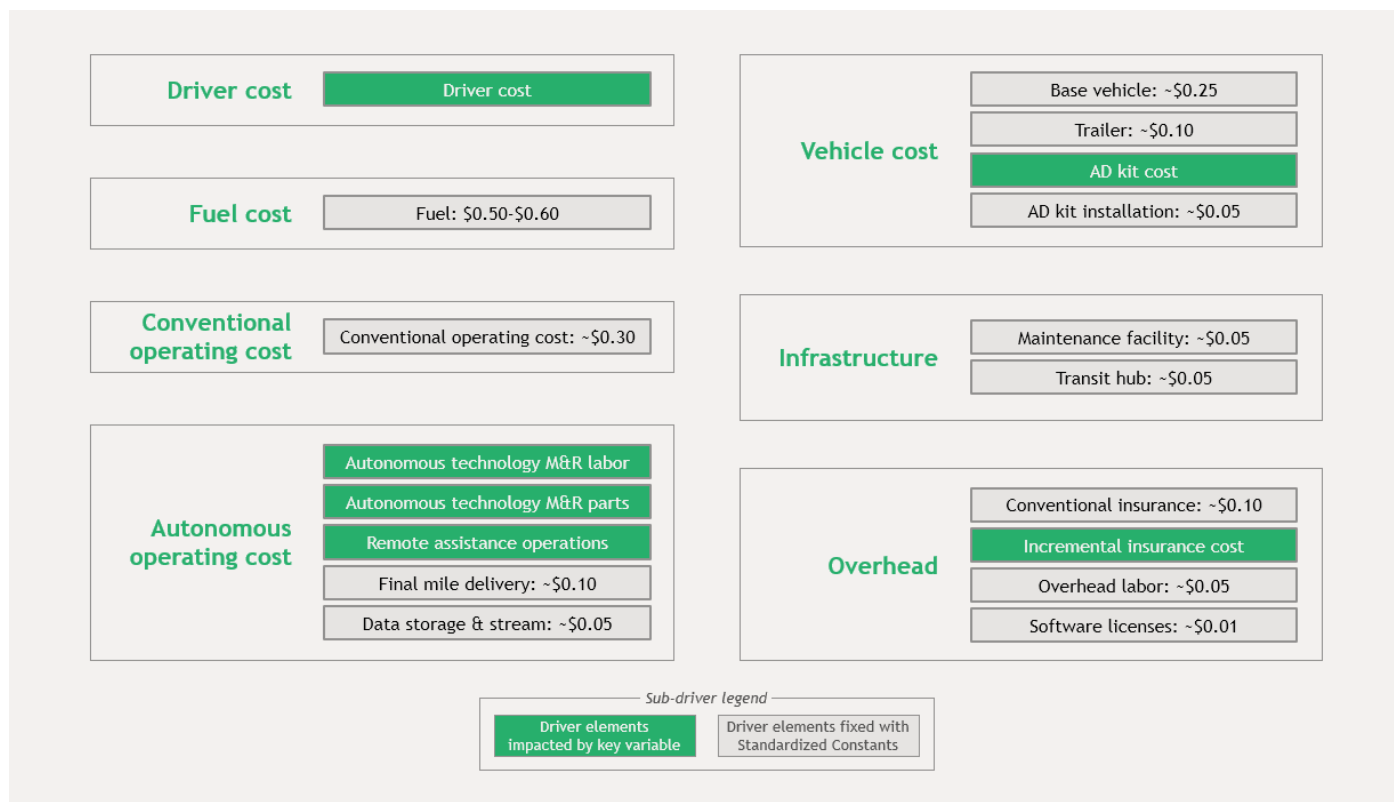 Driver cost
Driver cost
Fuel cost
Fuel: $0.50-$0.60
Conventional
operating cost
Conventional operating cost: ~$0.30
Autonomous
operating cost
Autonomous technology M&R labor
Autonomous technology M&R parts
Remote assistance operations
Final mile delivery: ~$0.10
Data storage & stream: ~$0.05
Vehicle cost
Base vehicle: ~$0.25
Trailer: ~$0.10
AD kit cost
AD kit installation: ~$0.05
Infrastructure
Maintenance facility: ~$0.05
Transit hub: ~$0.05
Overhead
Conventional insurance: ~$0.10
Incremental insurance cost
Overhead labor: ~$0.05
Software licenses: ~$0.01
Sub-driver legend
Driver elements
impacted by key variable
Driver elements fixed with
Standardized Constants